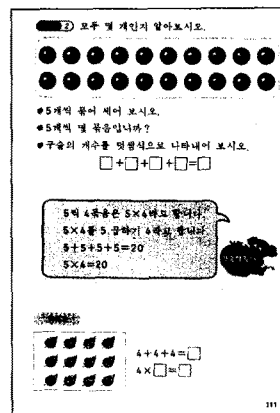 2 모두 몇 개인지 알아보시오.
●5개씩 묶어 세어 보시오.
●5개씩 몇 묶음입니까?
●구슬의 개수를 덧셈식으로 나타내어 보시오.
□+□+□+□=□
5씩 4묶음은 5×4라고 합니다.
5×4를 5 곱하기 4라고 합니다.
5+5+5+5=20
5×4=20
4+4+4=□
4×□=□